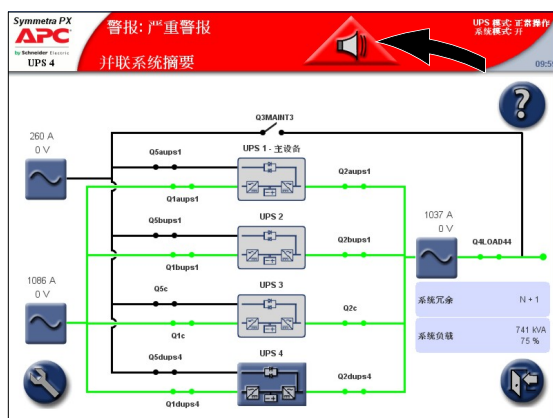 Symmetra PX
APC
by Schneider Electric
UPS 4
警报: 严重警报
并联系统摘要
UPS 模式: 正常操作
系统模式: 开
09:59
Q3MAINT3
260 A
0 V
Q5aups1
UPS 1 - 主设备
Q2aups1
Q1aups1
Q5bups1
UPS 2
Q2bups1
Q1bups1
1037 A
0 V
Q4LOAD44
1086 A
0 V
Q5c
UPS 3
Q2c
Q1c
系统冗余 N + 1
系统负载 741 kVA
75 %
Q5dups4
UPS 4
Q2dups4
Q1dups4